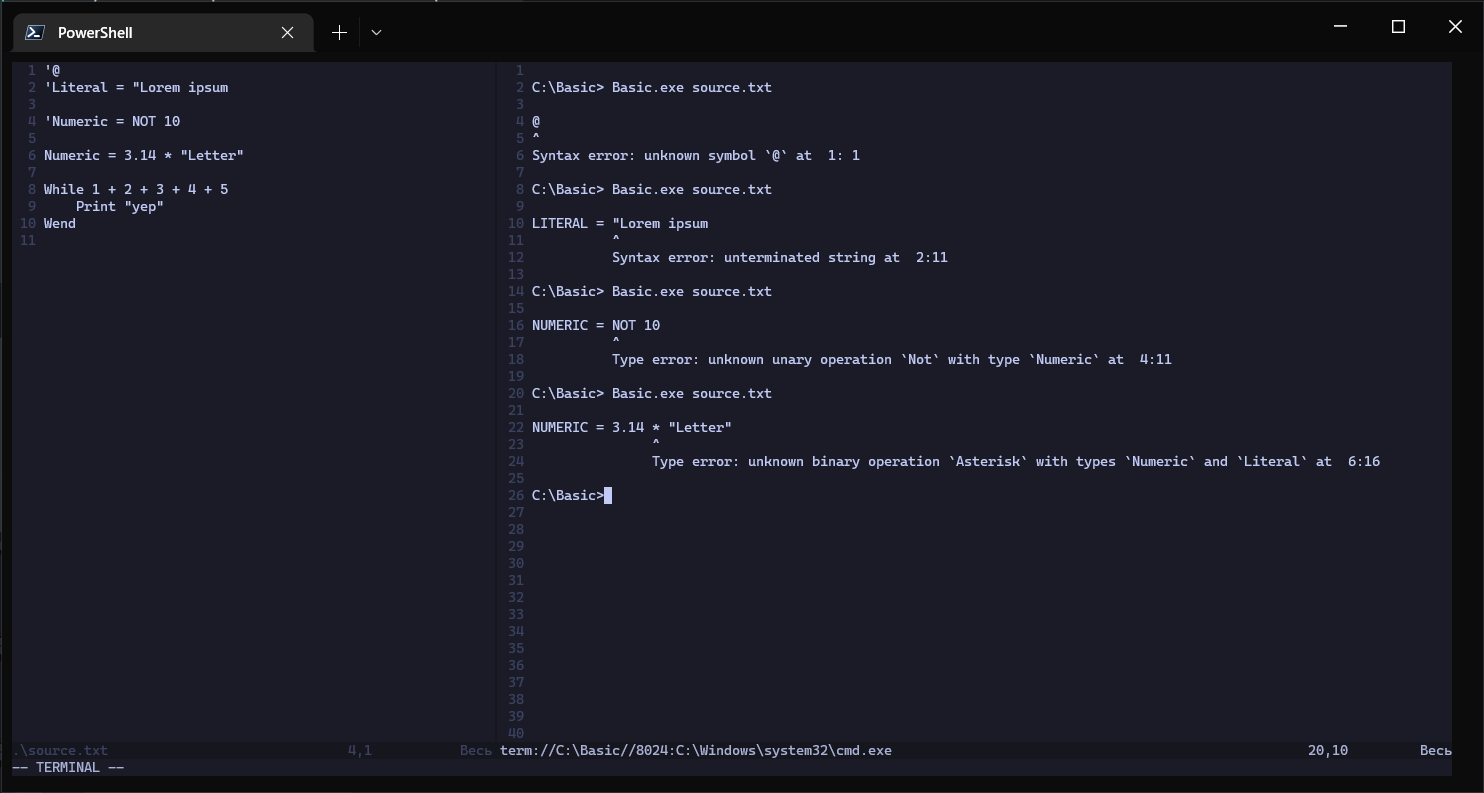 PowerShell
1 '@
2 'Literal = "Lorem ipsum
3
4 'Numeric = NOT 10
5
6 Numeric = 3.14 * "Letter"
7
8 While 1 + 2 + 3 + 4 + 5
9     Print "yep"
10 Wend
11
.\source.txt 4,1 Весь
1
2 C:\Basic> Basic.exe source.txt
3
4 @
5 ^
6 Syntax error: unknown symbol `@` at  1: 1
7
8 C:\Basic> Basic.exe source.txt
9
10 LITERAL = "Lorem ipsum
11           ^
12           Syntax error: unterminated string at  2:11
13
14 C:\Basic> Basic.exe source.txt
15
16 NUMERIC = NOT 10
17           ^
18           Type error: unknown unary operation `Not` with type `Numeric` at  4:11
19
20 C:\Basic> Basic.exe source.txt
21
22 NUMERIC = 3.14 * "Letter"
23                ^
24                Type error: unknown binary operation `Asterisk` with types `Numeric` and `Literal` at  6:16
25
26 C:\Basic>
27
28
29
30
31
32
33
34
35
36
37
38
39
40
term://C:\Basic//8024:C:\Windows\system32\cmd.exe 20,10 Весь
-- TERMINAL --